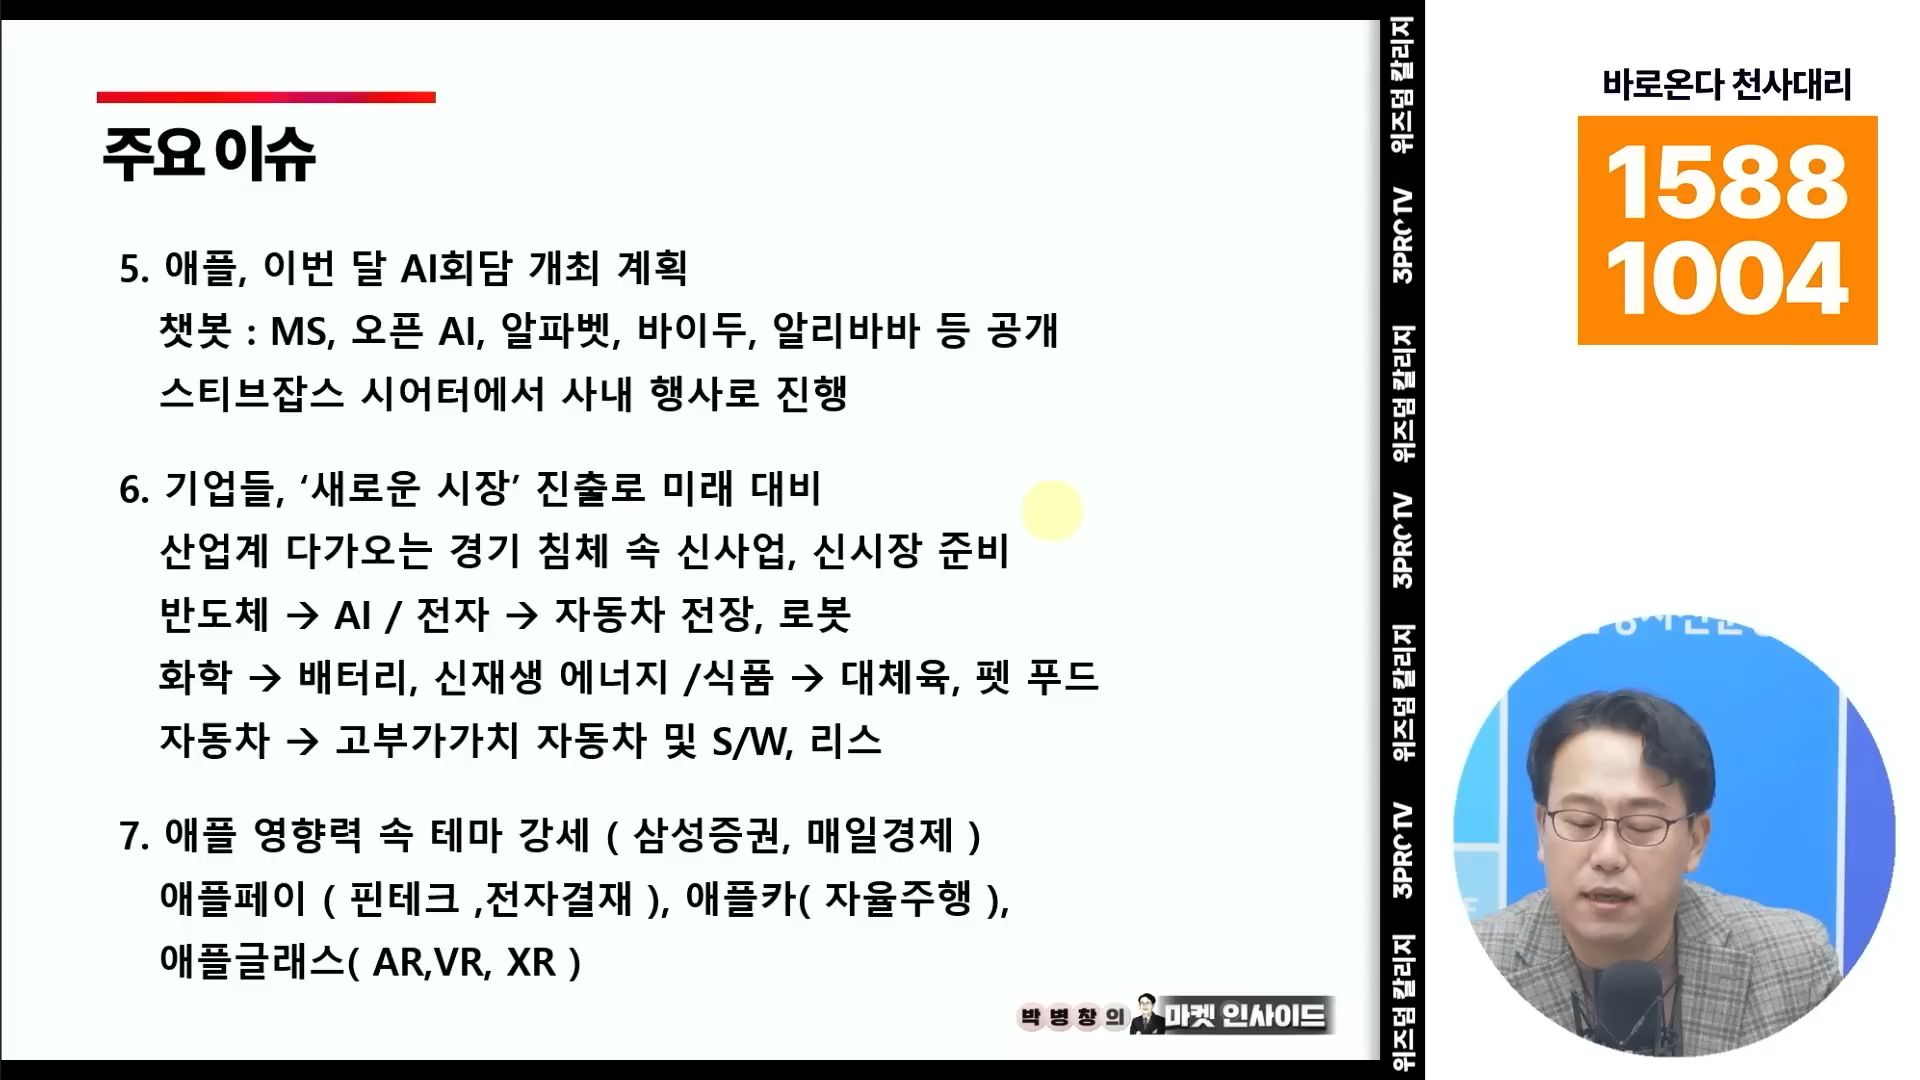 주요 이슈
5. 애플, 이번 달 AI회담 개최 계획
챗봇 : MS, 오픈 AI, 알파벳, 바이두, 알리바바 등 공개
스티브잡스 시어터에서 사내 행사로 진행
6. 기업들, ‘새로운 시장’ 진출로 미래 대비
산업계 다가오는 경기 침체 속 신사업, 신시장 준비
반도체 → AI / 전자 → 자동차 전장, 로봇
화학 → 배터리, 신재생 에너지 /식품 → 대체육, 펫 푸드
자동차 → 고부가가치 자동차 및 S/W, 리스
7. 애플 영향력 속 테마 강세 ( 삼성증권, 매일경제 )
애플페이 ( 핀테크 ,전자결재 ), 애플카( 자율주행 ),
애플글래스( AR,VR, XR )
박병창의 마켓 인사이드
위즈덤 칼리지
3PROTV
위즈덤 칼리지
3PROTV
위즈덤 칼리지
3PROTV
위즈덤 칼리지
바로온다 천사대리
1588
1004